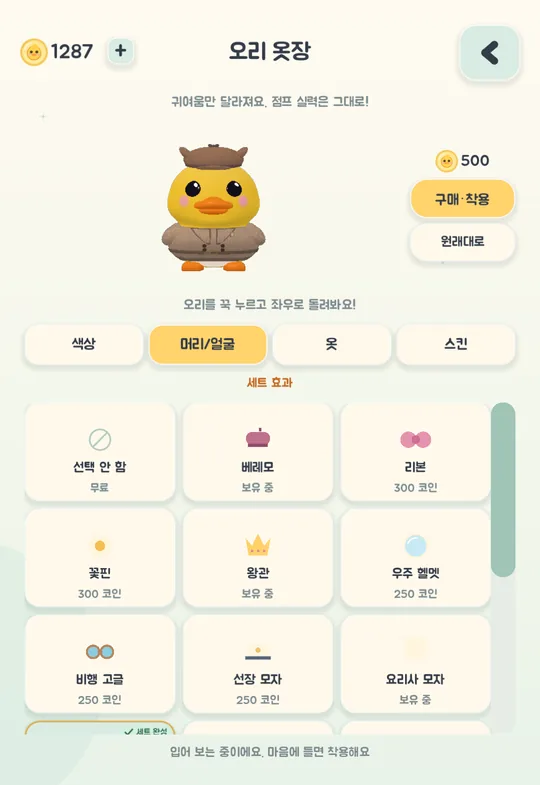 1287 +
오리 옷장
귀여움만 달라져요, 점프 실력은 그대로!
500
구매·착용
원래대로
오리를 꾹 누르고 좌우로 돌려봐요!
색상 머리/얼굴 옷 스킨
세트 효과
선택 안 함 베레모 리본
무료 보유 중 300 코인
꽃핀 왕관 우주 헬멧
300 코인 보유 중 250 코인
비행 고글 선장 모자 요리사 모자
250 코인 250 코인 보유 중
✓ 세트 완성
입어 보는 중이에요, 마음에 들면 착용해요